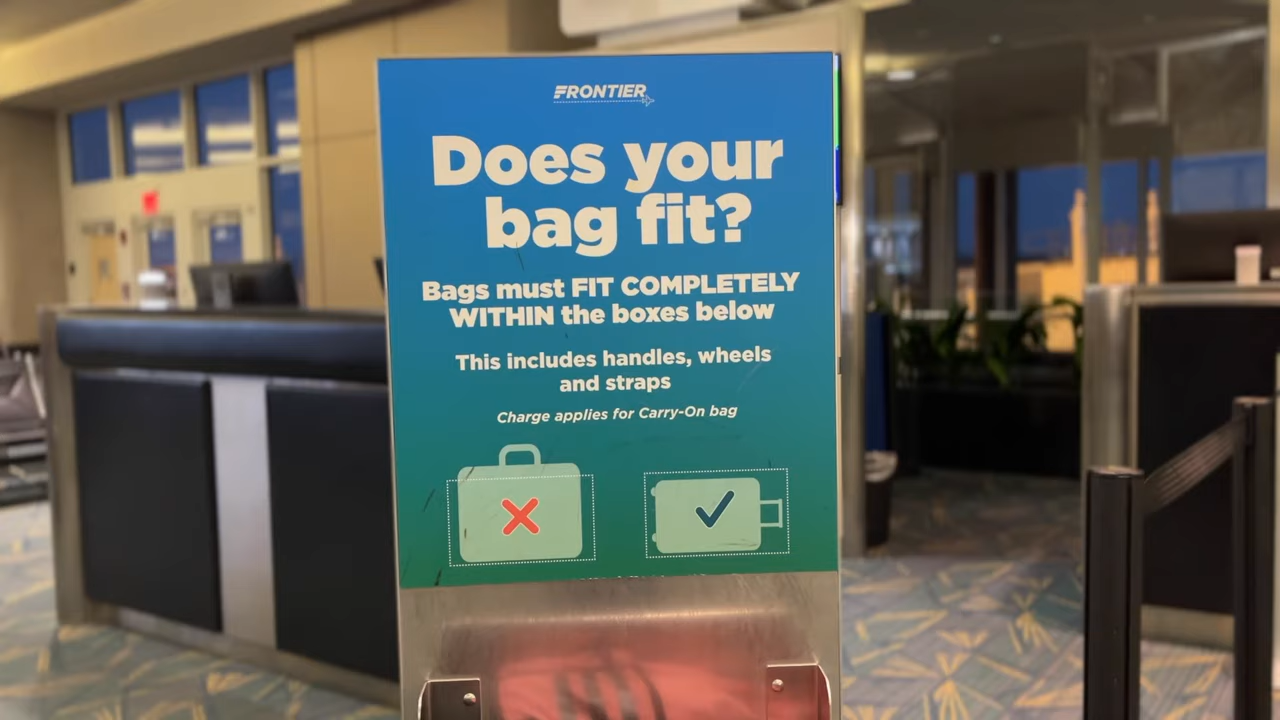 FRONTIER
Does your
bag fit?
Bags must FIT COMPLETELY
WITHIN the boxes below
This includes handles, wheels
and straps
Charge applies for Carry-On bag